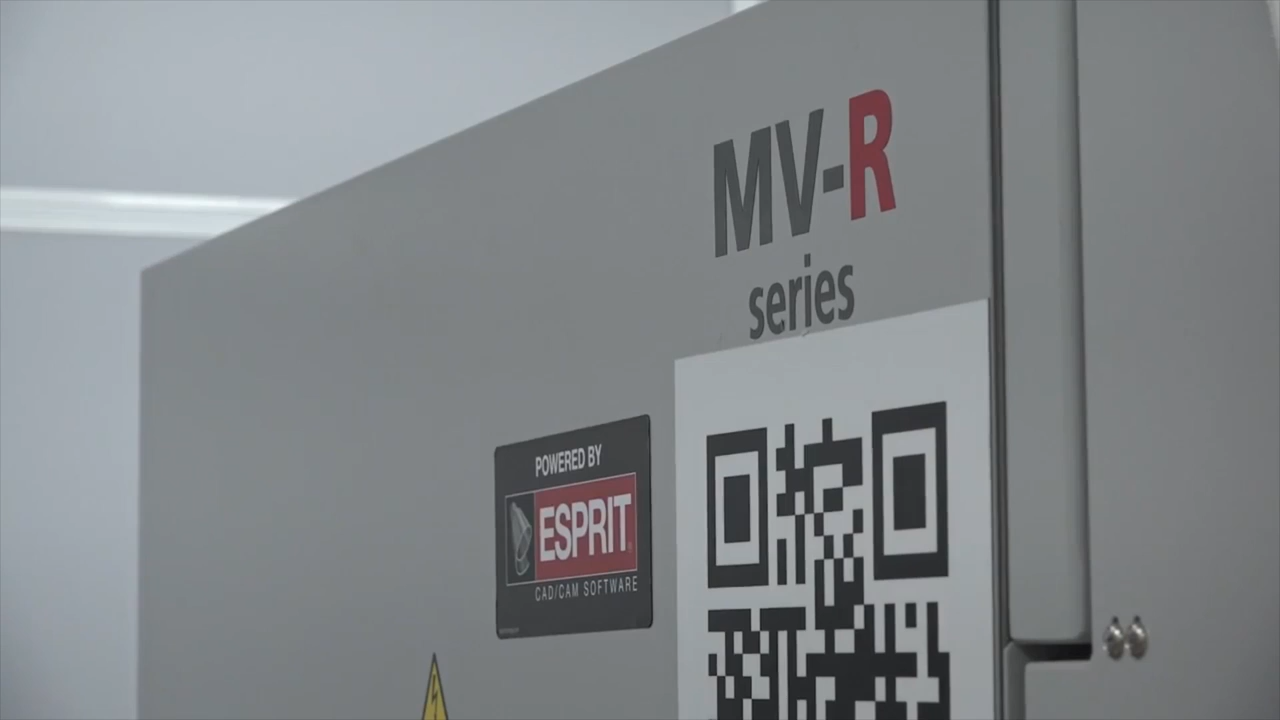 MV-R
series
POWERED BY
ESPRIT
CAD/CAM SOFTWARE